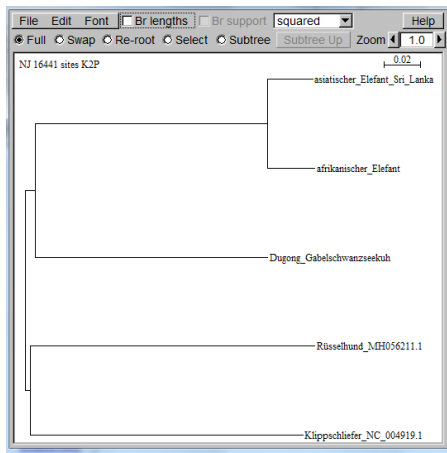 File Edit Font Br lengths Br support squared Help
Full Swap Re-root Select Subtree Subtree Up Zoom 1.0
NJ 16441 sites K2P 0.02
asiatischer_Elefant_Sri_Lanka
afrikanischer_Elefant
Dugong_Gabelschwanzseekuh
Rüsselhund_MH056211.1
Klippschliefer_NC_004919.1